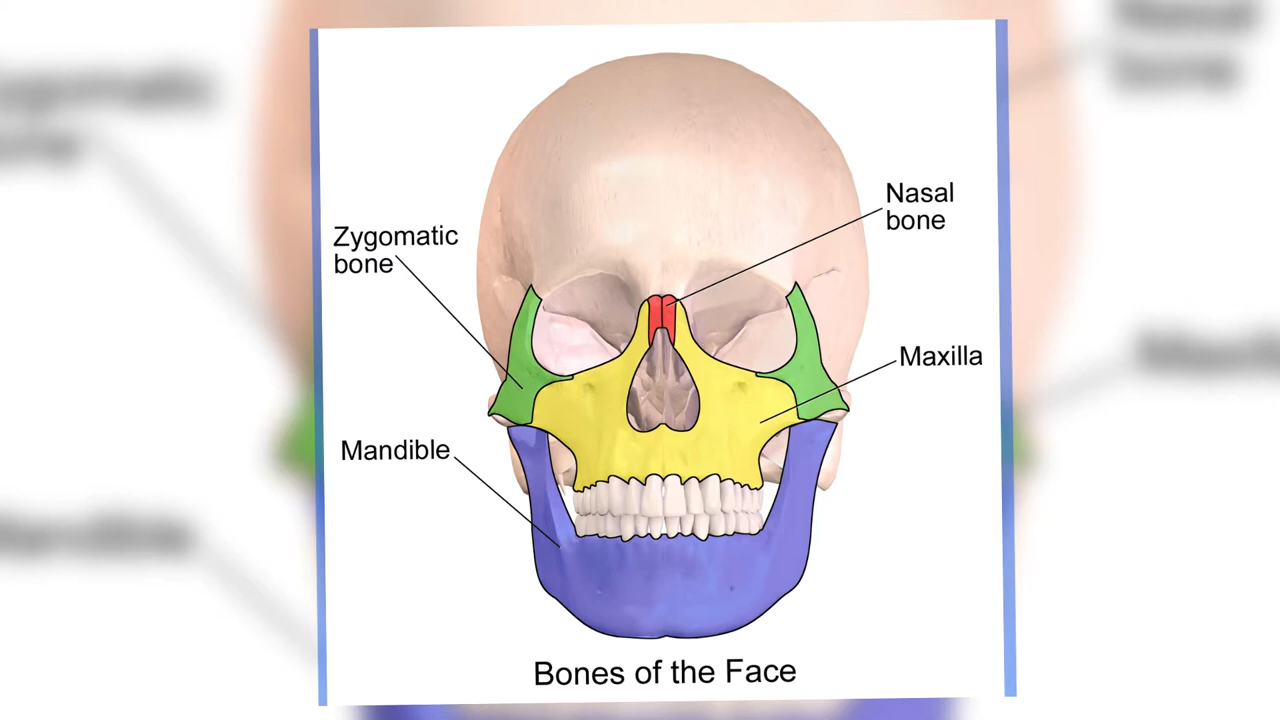 Nasal
bone
Zygomatic
bone
Maxilla
Mandible
Bones of the Face